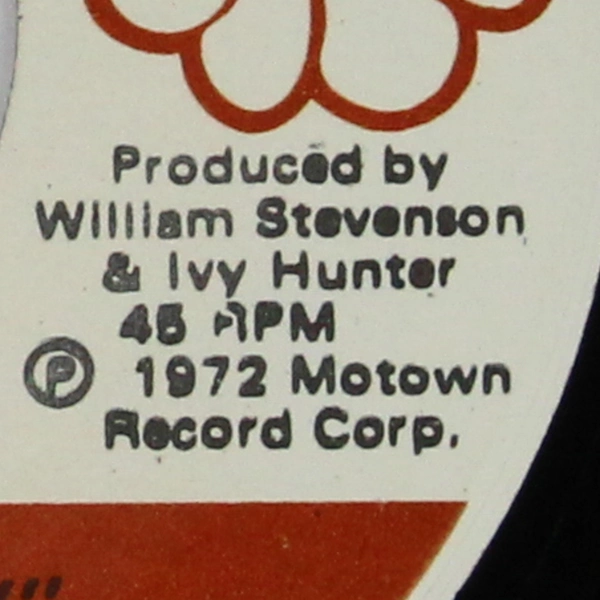 Produced by
William Stevenson
& Ivy Hunter
45 RPM
℗ 1972 Motown
Record Corp.